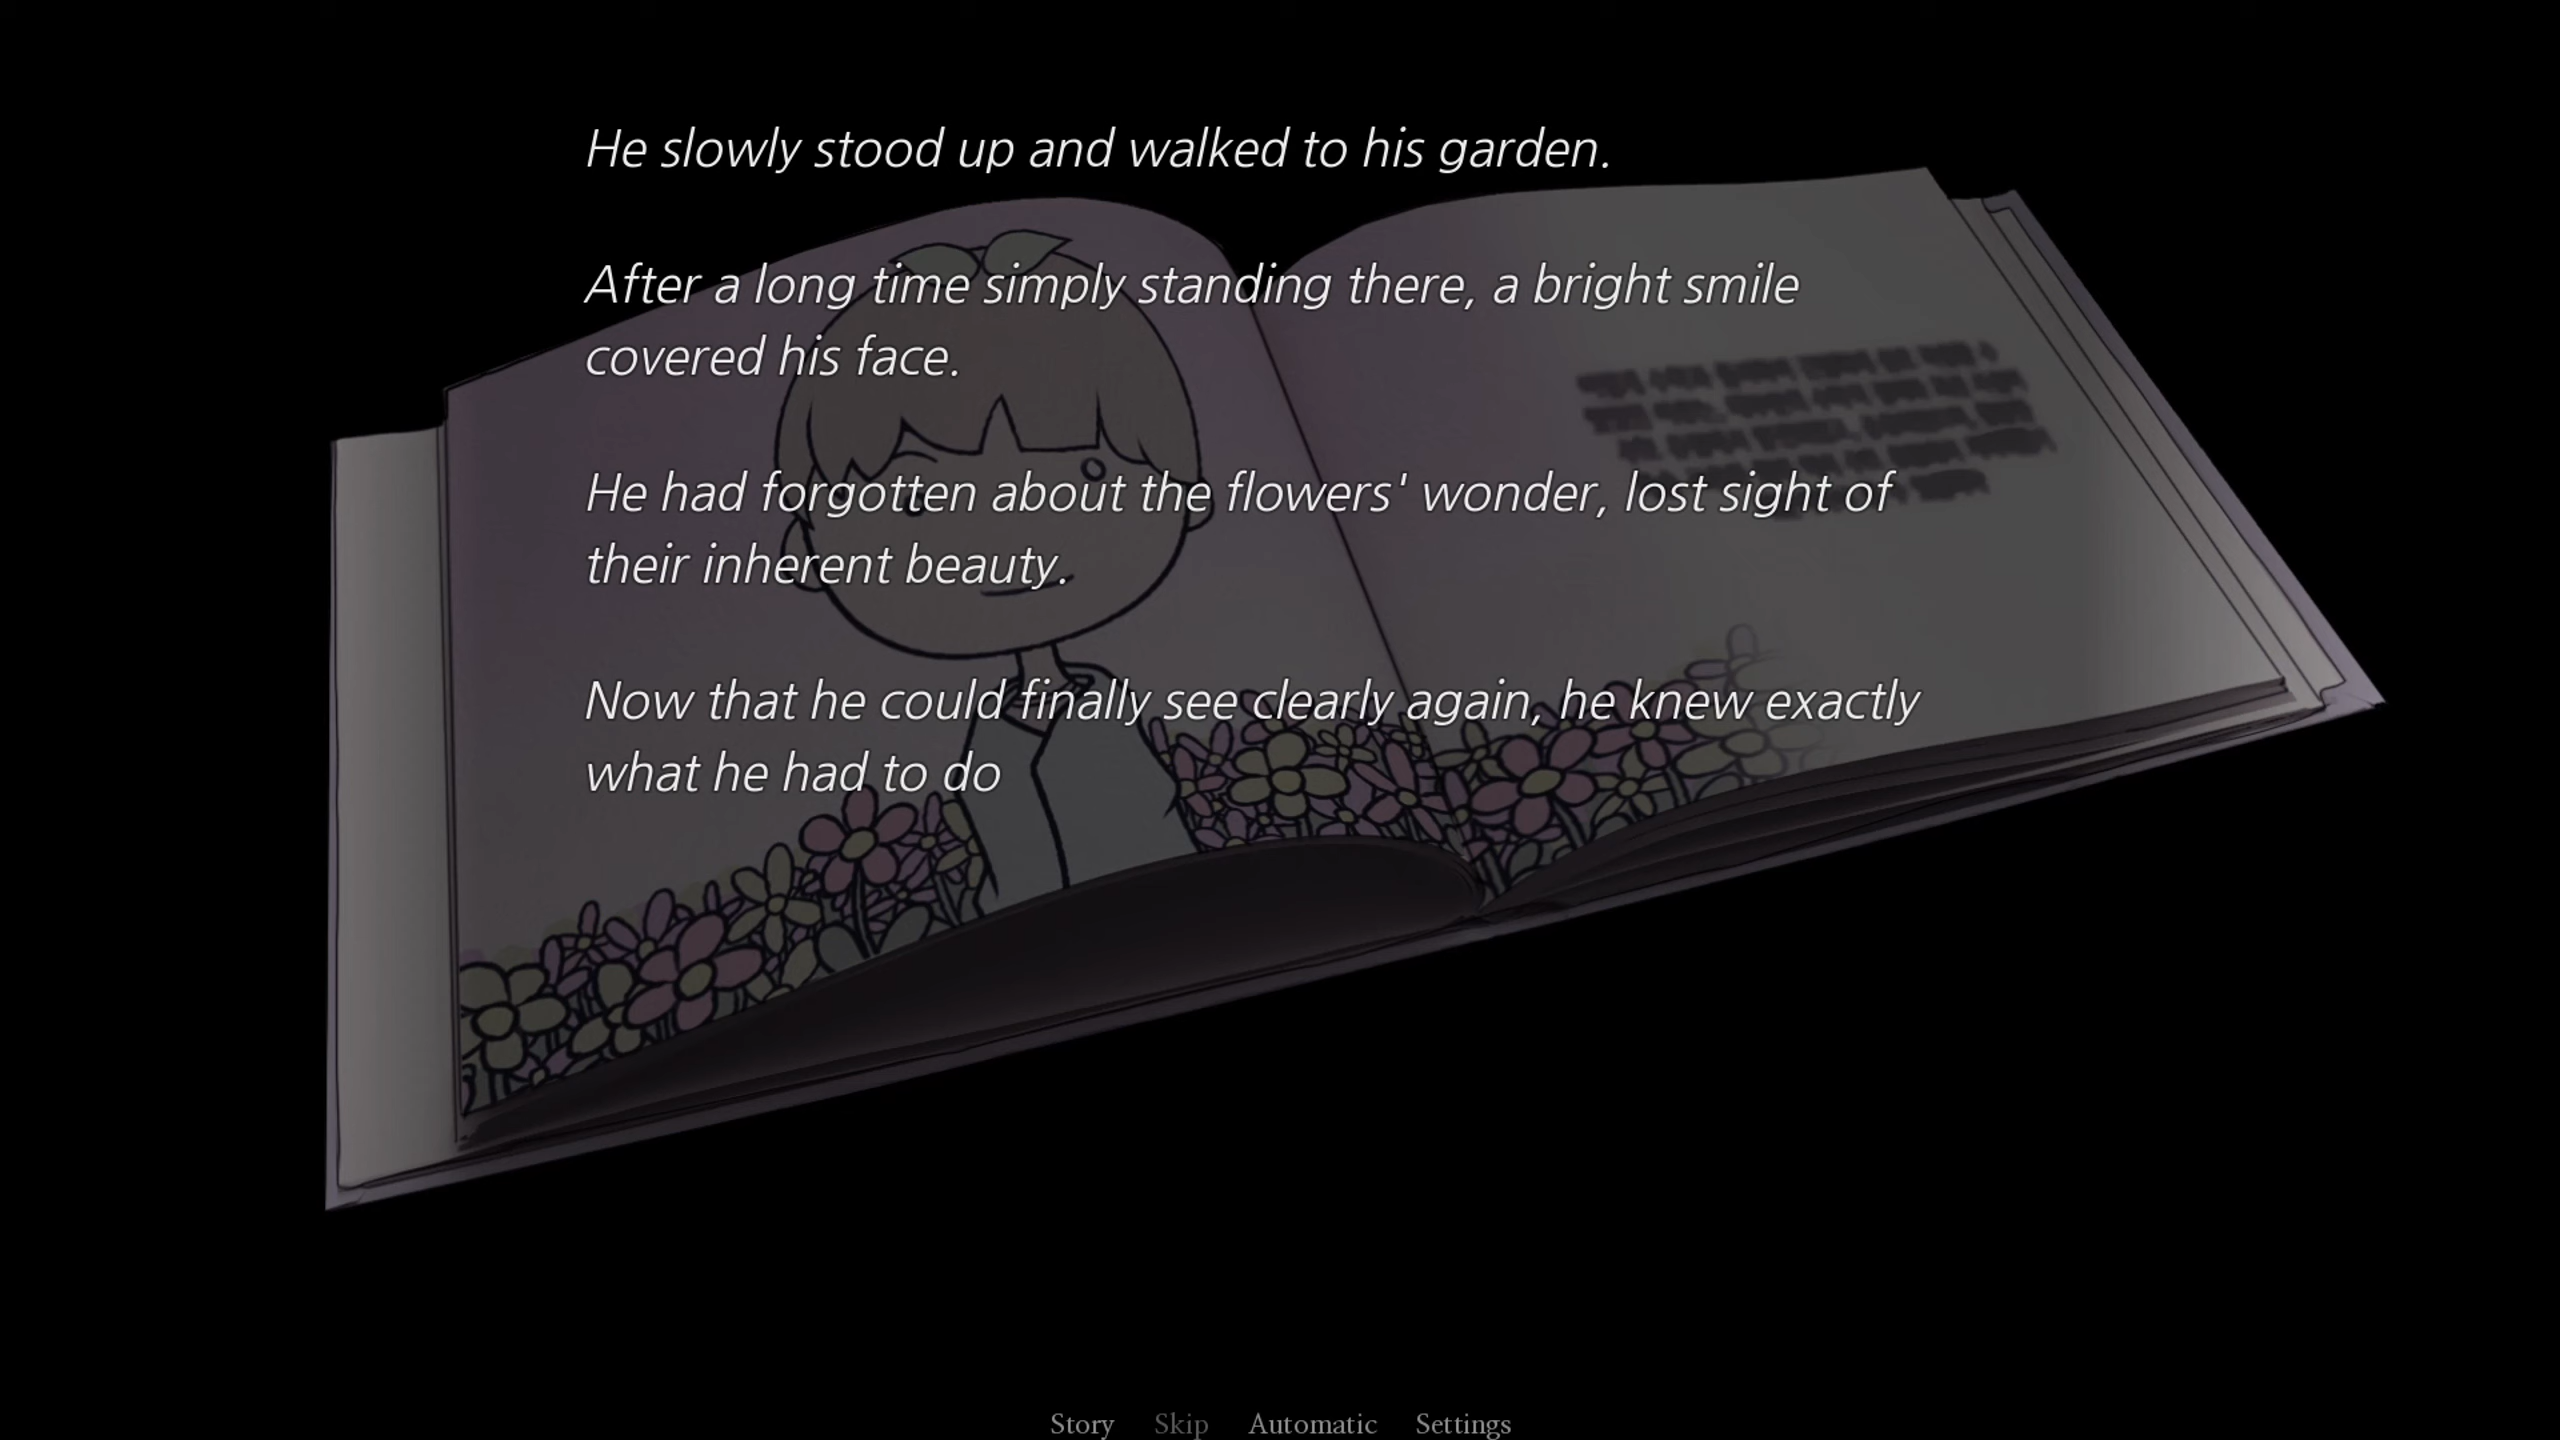 He slowly stood up and walked to his garden.
After a long time simply standing there, a bright smile
covered his face.
He had forgotten about the flowers' wonder, lost sight of
their inherent beauty.
Now that he could finally see clearly again, he knew exactly
what he had to do
Story Skip Automatic Settings